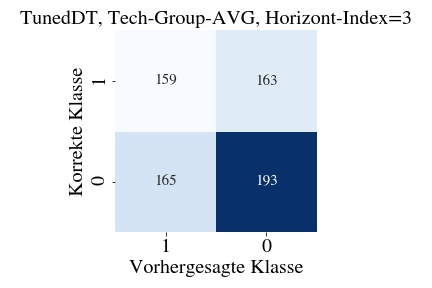 TunedDT, Tech-Group-AVG, Horizont-Index=3
Korrekte Klasse
1
159
163
0
165
193
1
0
Vorhergesagte Klasse